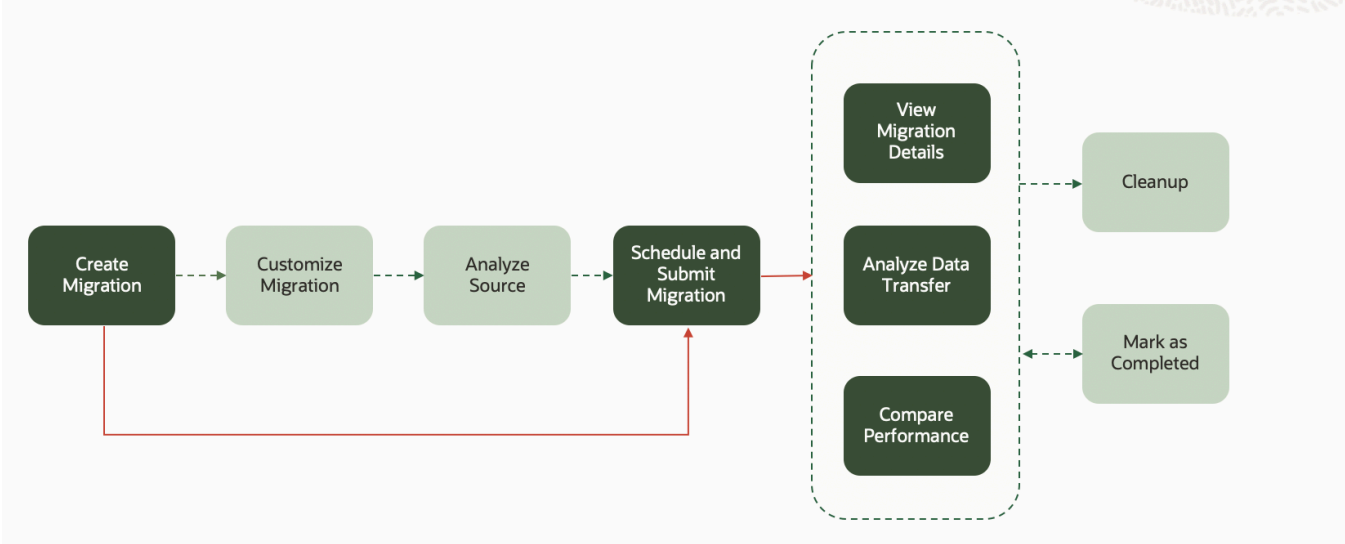 Create
Migration
Customize
Migration
Analyze
Source
Schedule and
Submit
Migration
View
Migration
Details
Analyze Data
Transfer
Compare
Performance
Cleanup
Mark as
Completed